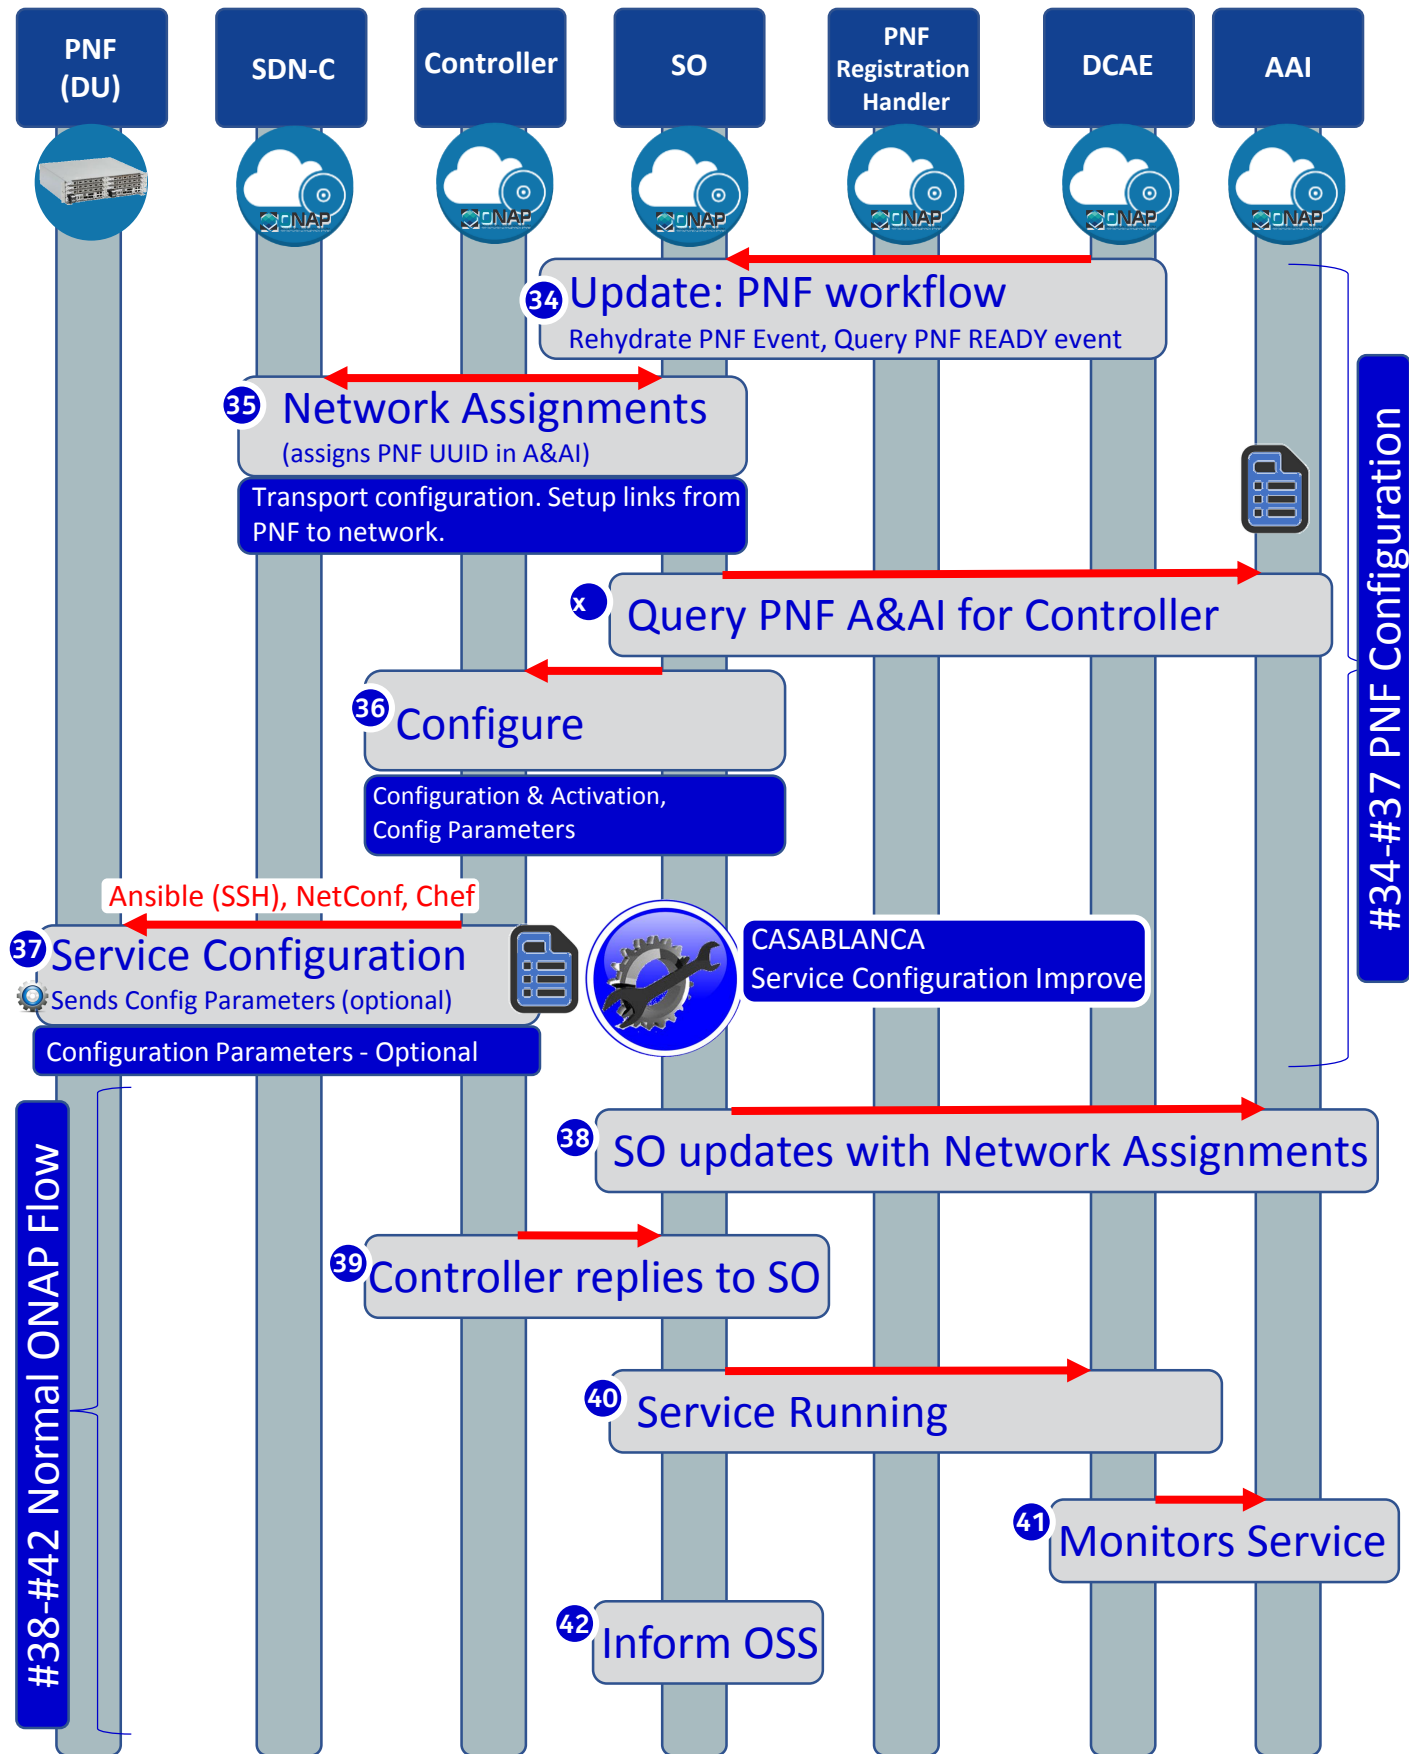 PNF
(DU)
SDN-C
Controller
SO
PNF
Registration
Handler
DCAE
AAI
ONAP
ONAP
ONAP
ONAP
ONAP
ONAP
34
Update: PNF workflow
Rehydrate PNF Event, Query PNF READY event
35
Network Assignments
(assigns PNF UUID in A&AI)
Transport configuration. Setup links from
PNF to network.
x
Query PNF A&AI for Controller
36
Configure
Configuration & Activation,
Config Parameters
#34-#37 PNF Configuration
Ansible (SSH), NetConf, Chef
37
Service Configuration
Sends Config Parameters (optional)
Configuration Parameters - Optional
CASABLANCA
Service Configuration Improve
38
SO updates with Network Assignments
39
Controller replies to SO
40
Service Running
41
Monitors Service
42
Inform OSS
#38-#42 Normal ONAP Flow